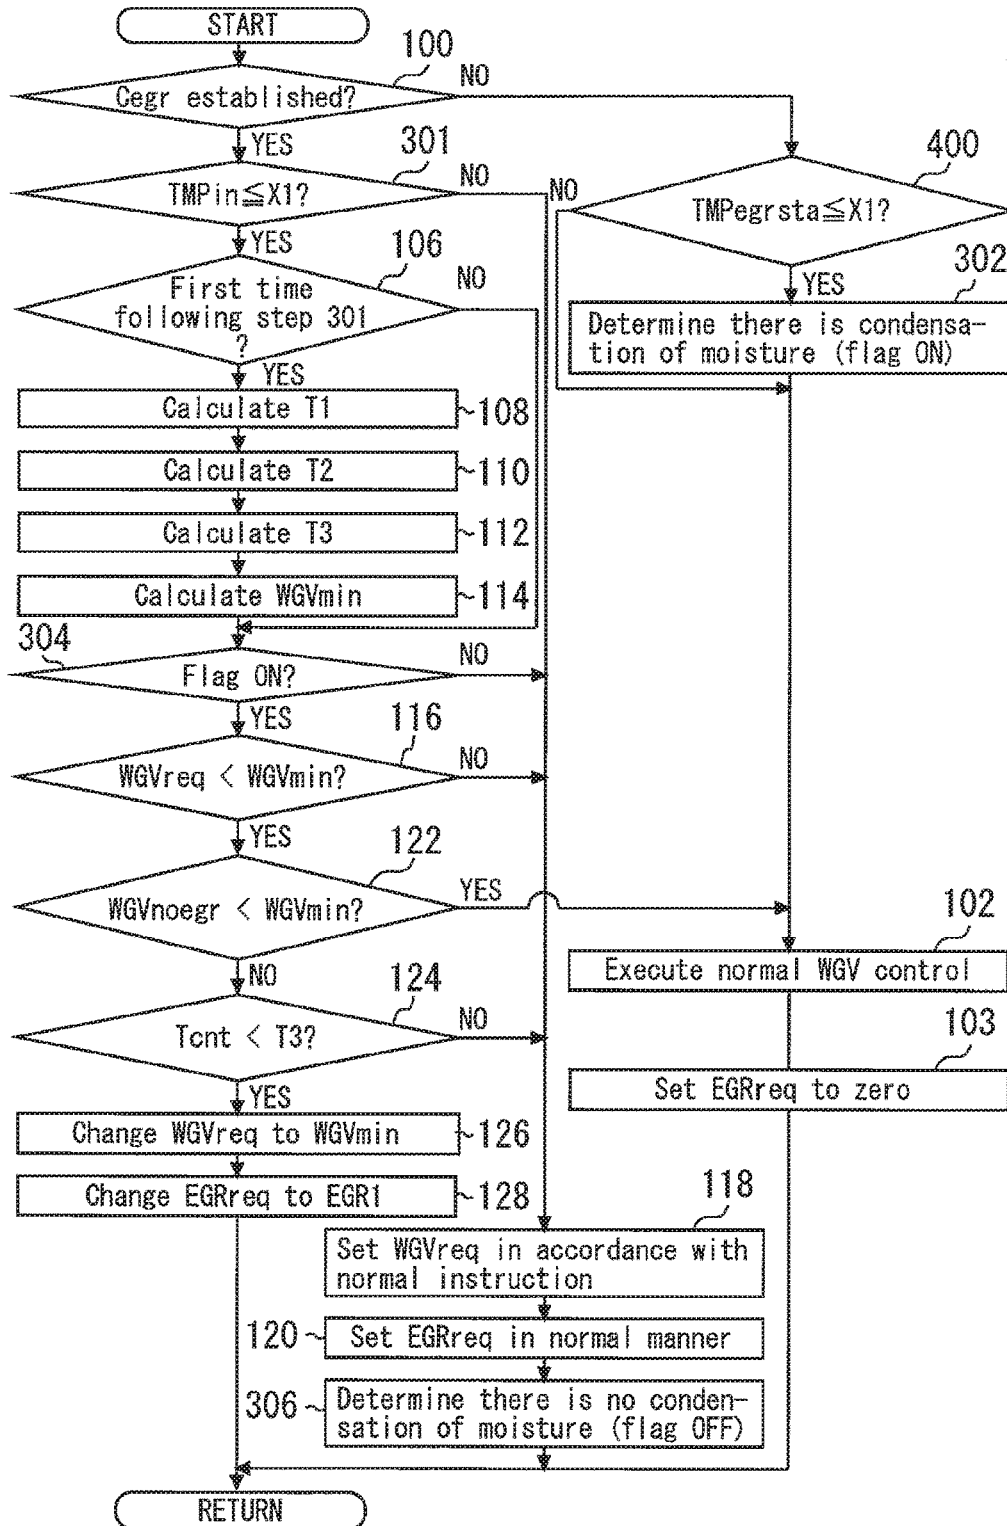 START
100
Cegr established?
NO
YES
301
TMPin≦X1?
NO
YES
400
NO
TMPegrsta≦X1?
YES
302
Determine there is condensa-
tion of moisture (flag ON)
106
First time
following step 301
?
NO
YES
Calculate T1
108
Calculate T2
110
Calculate T3
112
Calculate WGVmin
114
304
Flag ON?
NO
YES
116
WGVreq < WGVmin?
NO
YES
122
WGVnoegr < WGVmin?
YES
NO
102
Execute normal WGV control
124
Tcnt < T3?
NO
YES
103
Set EGRreq to zero
Change WGVreq to WGVmin
126
Change EGRreq to EGR1
128
118
Set WGVreq in accordance with
normal instruction
120
Set EGRreq in normal manner
306
Determine there is no conden-
sation of moisture (flag OFF)
RETURN